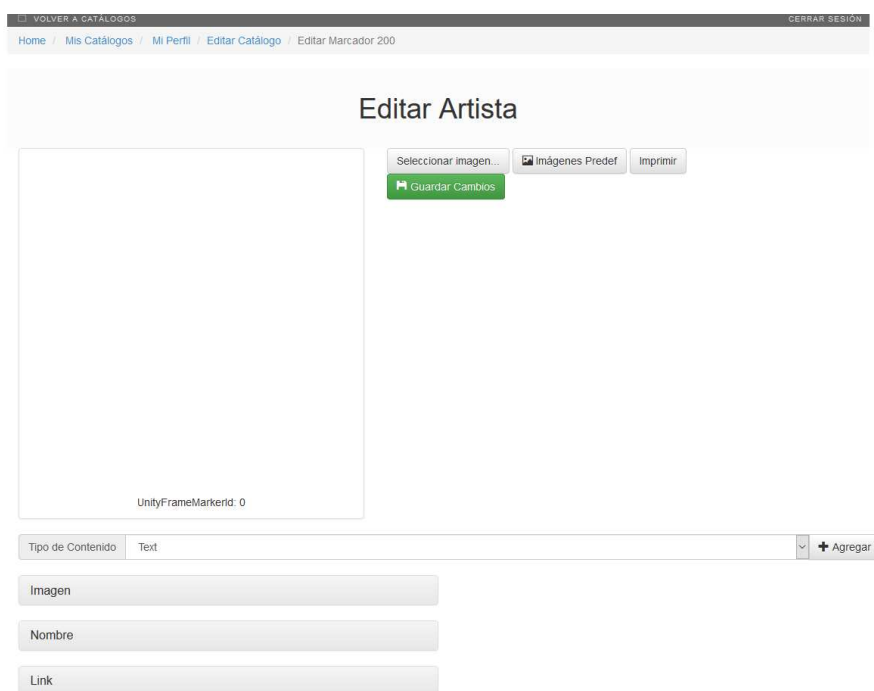 VOLVER A CATÁLOGOS CERRAR SESIÓN
Home / Mis Catálogos / Mi Perfil / Editar Catálogo / Editar Marcador 200
Editar Artista
Seleccionar imagen... Imágenes Predef Imprimir
Guardar Cambios
UnityFrameMarkerId: 0
Tipo de Contenido Text Agregar
Imagen
Nombre
Link